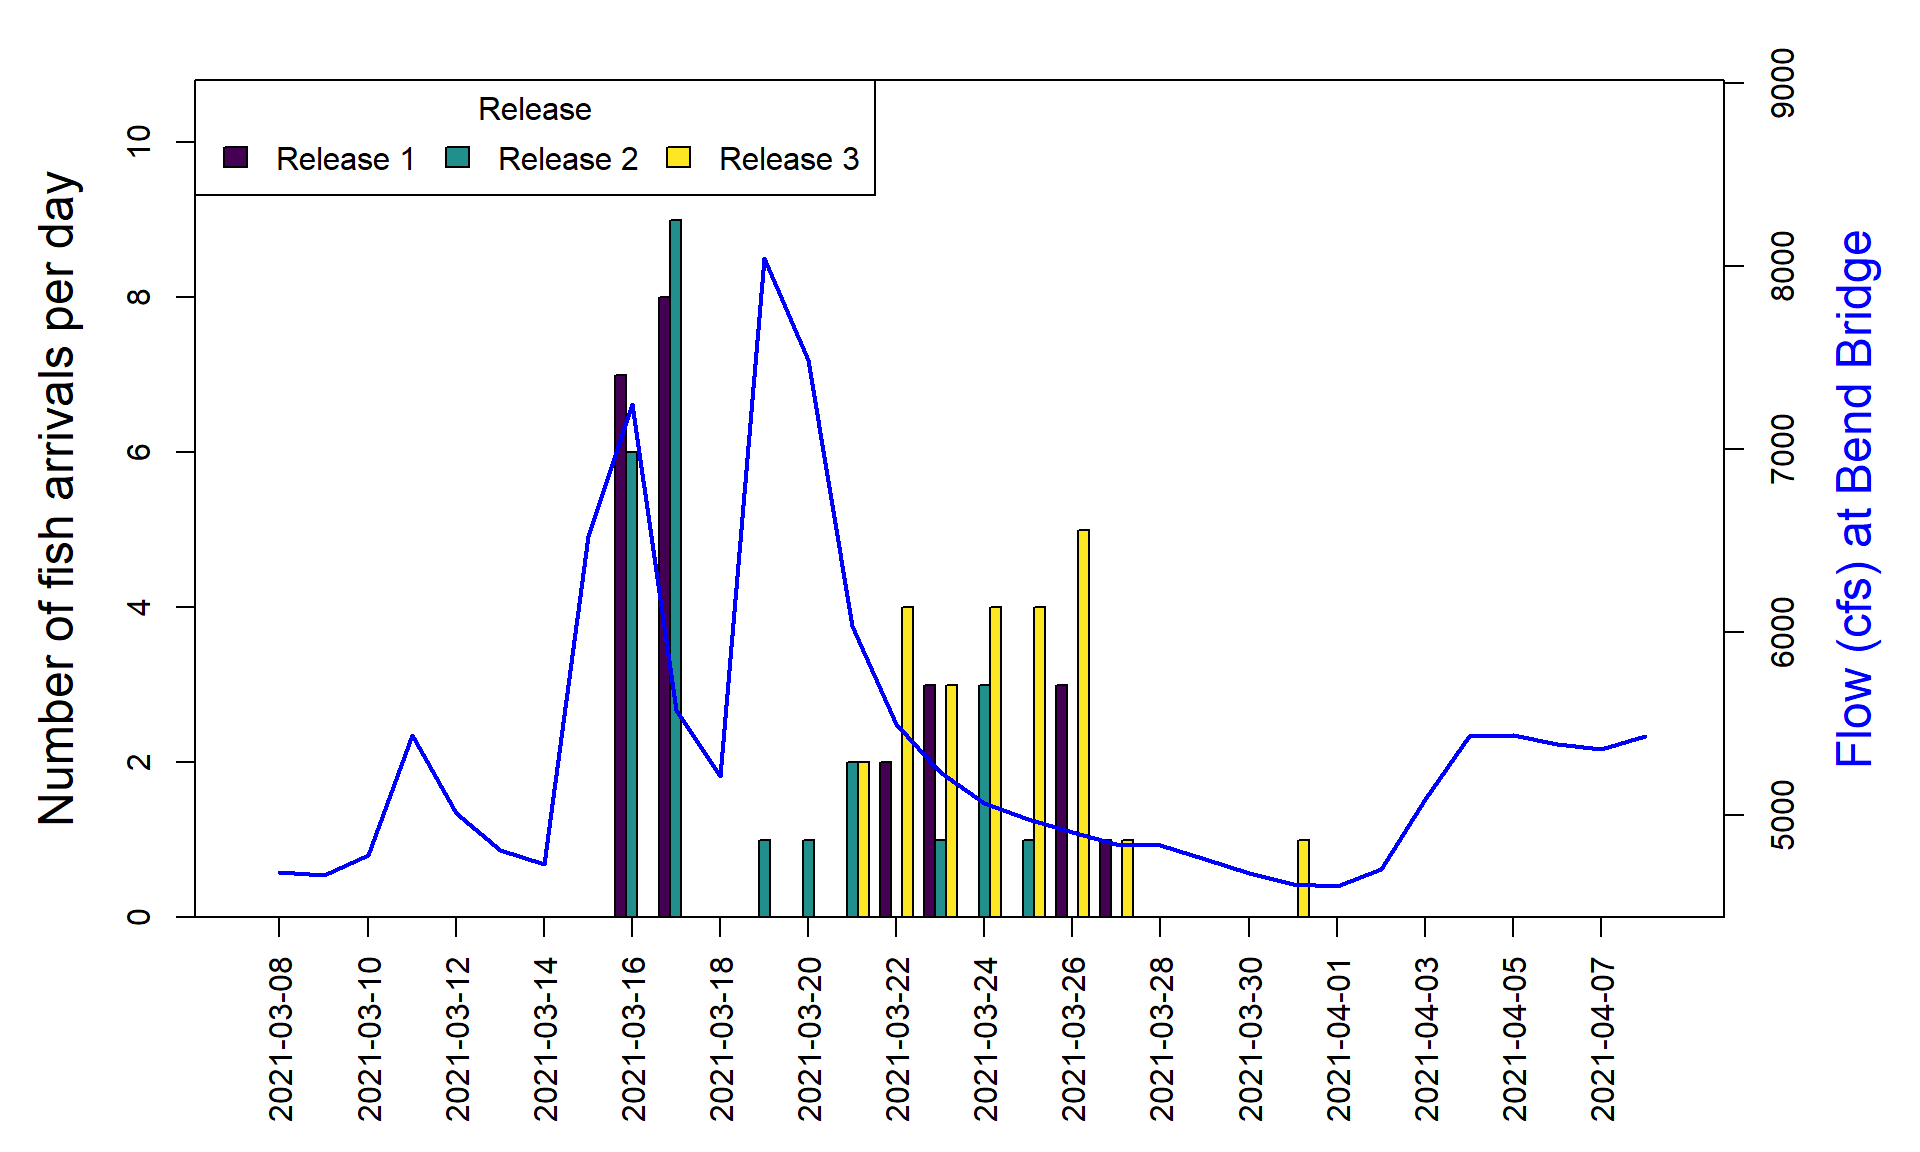 Release
Release 1 Release 2 Release 3
Number of fish arrivals per day
0 2 4 6 8 10
Flow (cfs) at Bend Bridge
5000 6000 7000 8000 9000
2021-03-08
2021-03-10
2021-03-12
2021-03-14
2021-03-16
2021-03-18
2021-03-20
2021-03-22
2021-03-24
2021-03-26
2021-03-28
2021-03-30
2021-04-01
2021-04-03
2021-04-05
2021-04-07